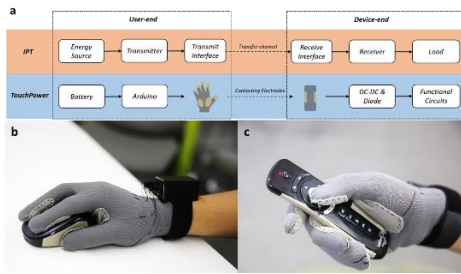 a
User-end
Device-end
IPT
Energy Source
Transmitter
Transmit Interface
Transfer channel
Receive Interface
Receiver
Load
TouchPower
Battery
Arduino
Contacting Electrodes
DC-DC & Diode
Functional Circuits
b
c